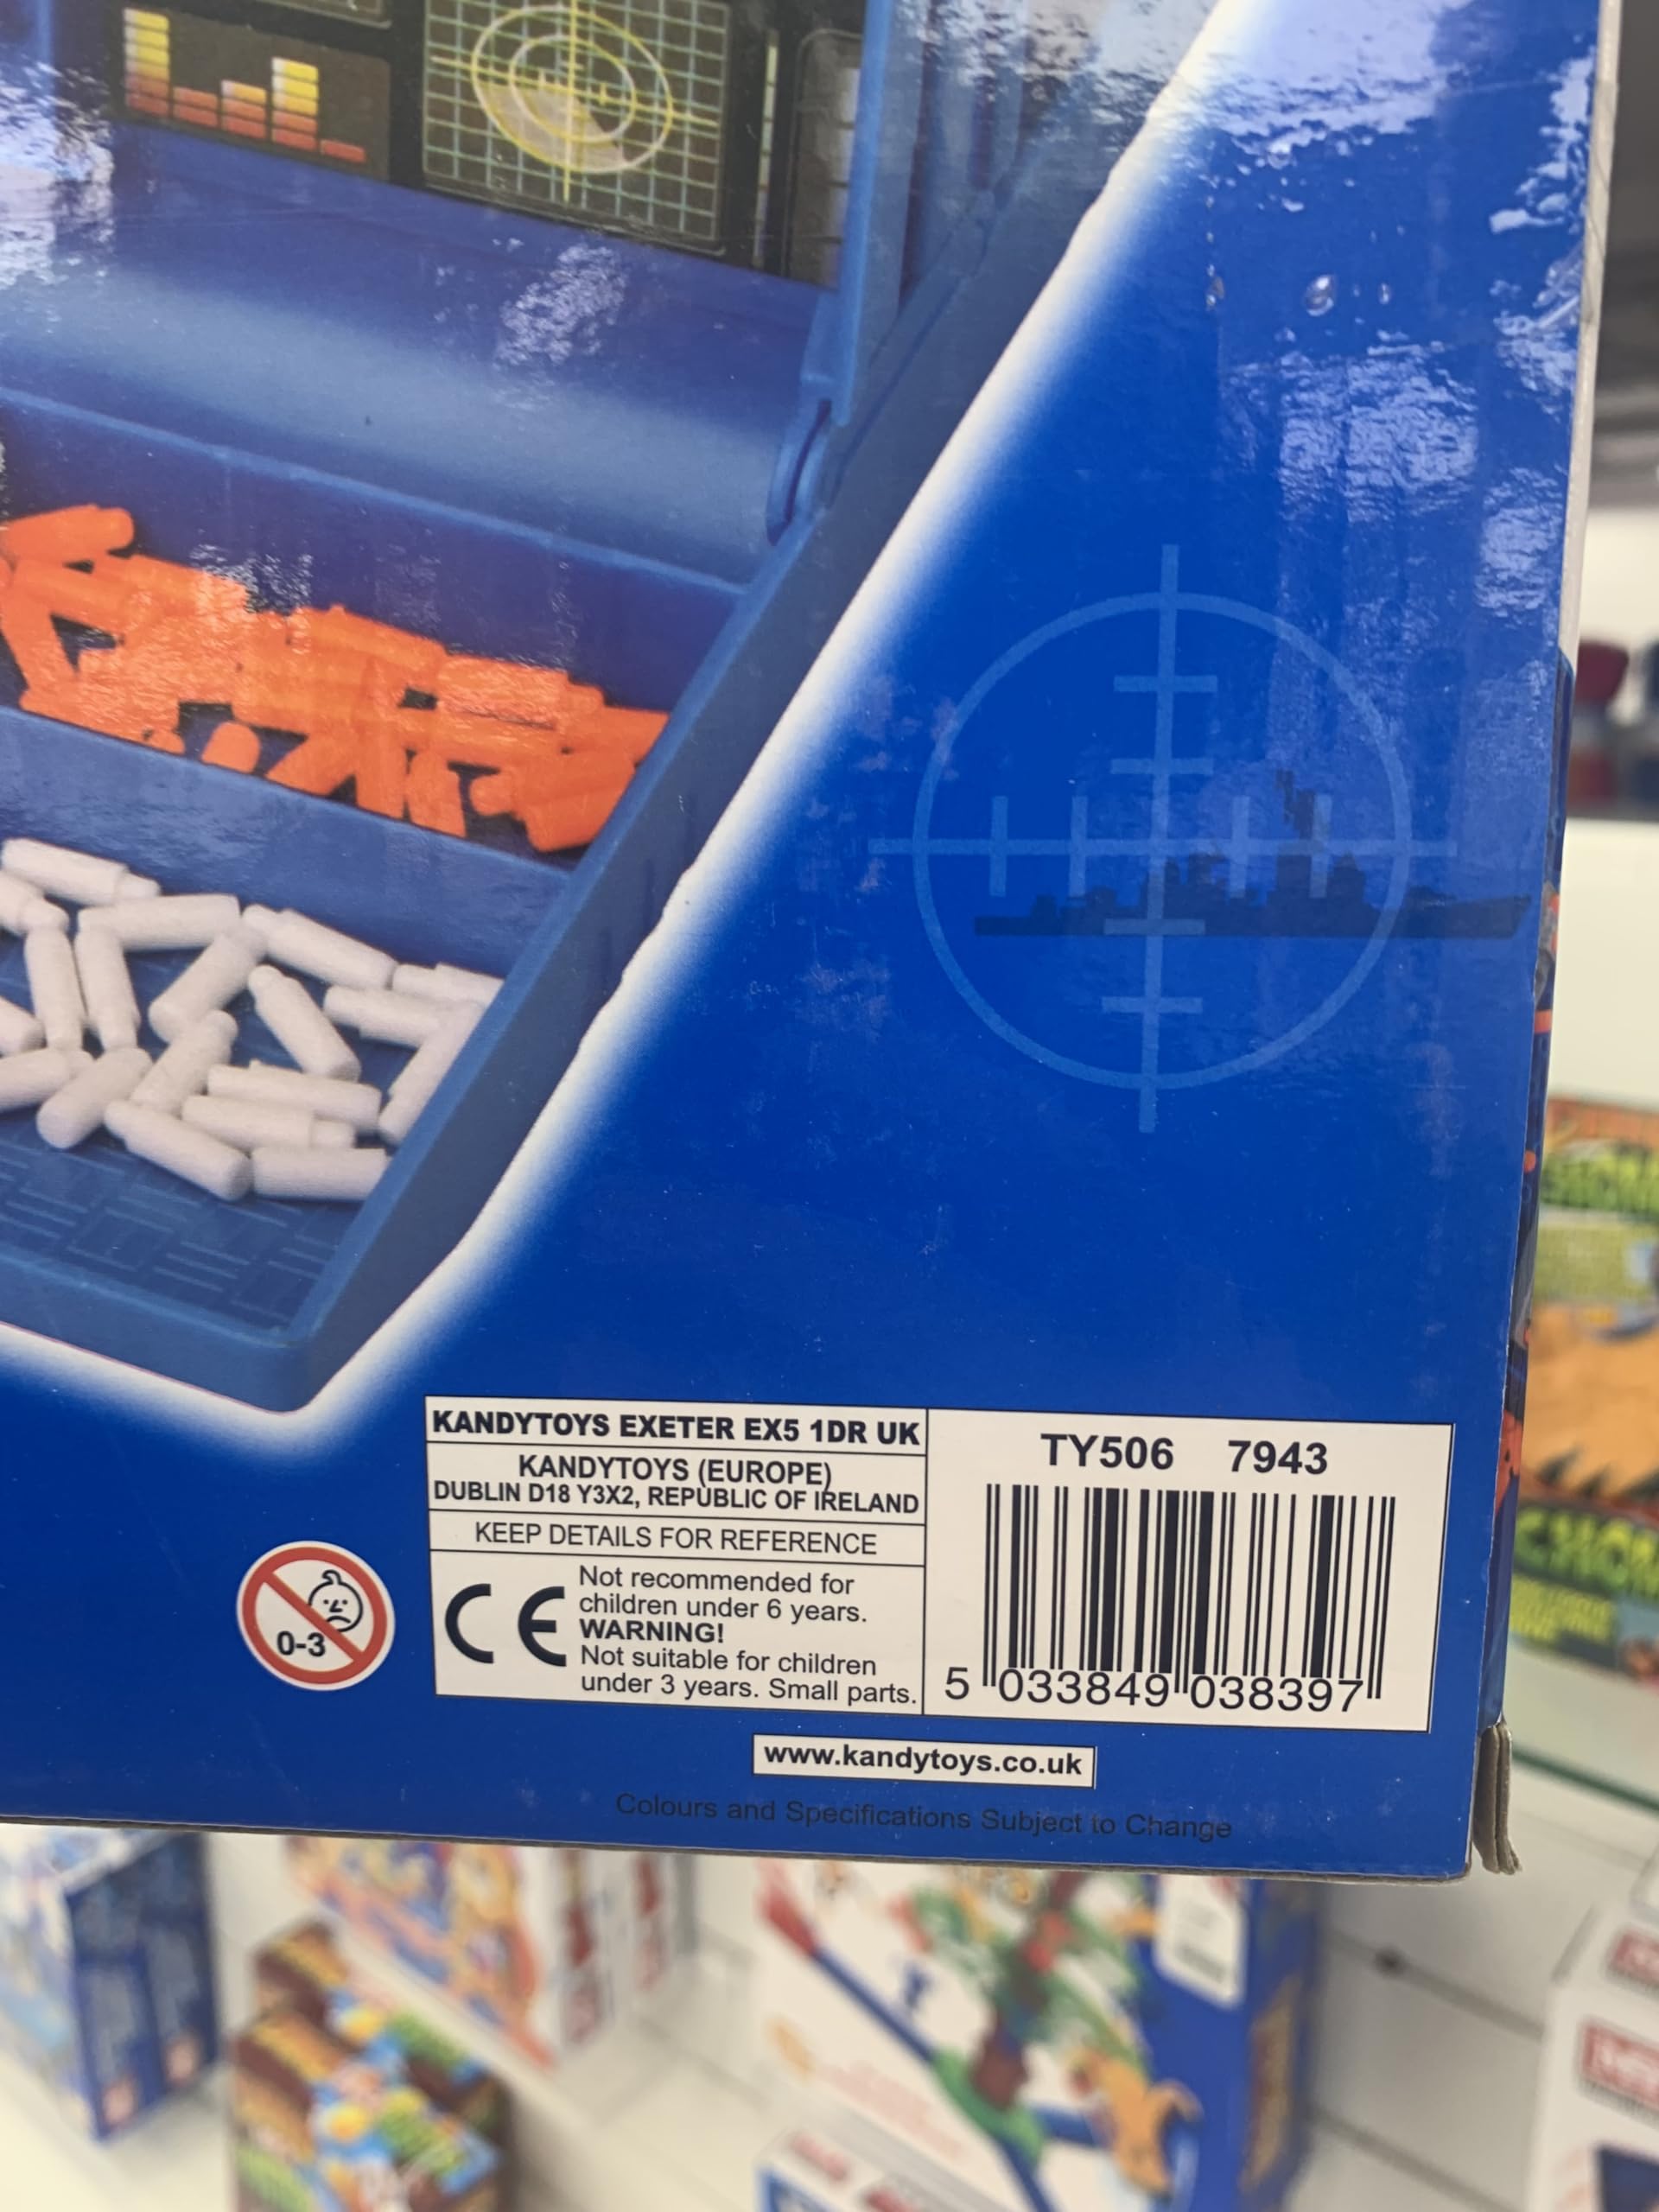 KANDYTOYS EXETER EX5 1DR UK
KANDYTOYS (EUROPE)
DUBLIN D18 Y3X2, REPUBLIC OF IRELAND
KEEP DETAILS FOR REFERENCE
CE
Not recommended for
children under 6 years.
WARNING!
Not suitable for children
under 3 years. Small parts.
0-3
TY506 7943
5 033849 038397
www.kandytoys.co.uk
Colours and Specifications Subject to Change